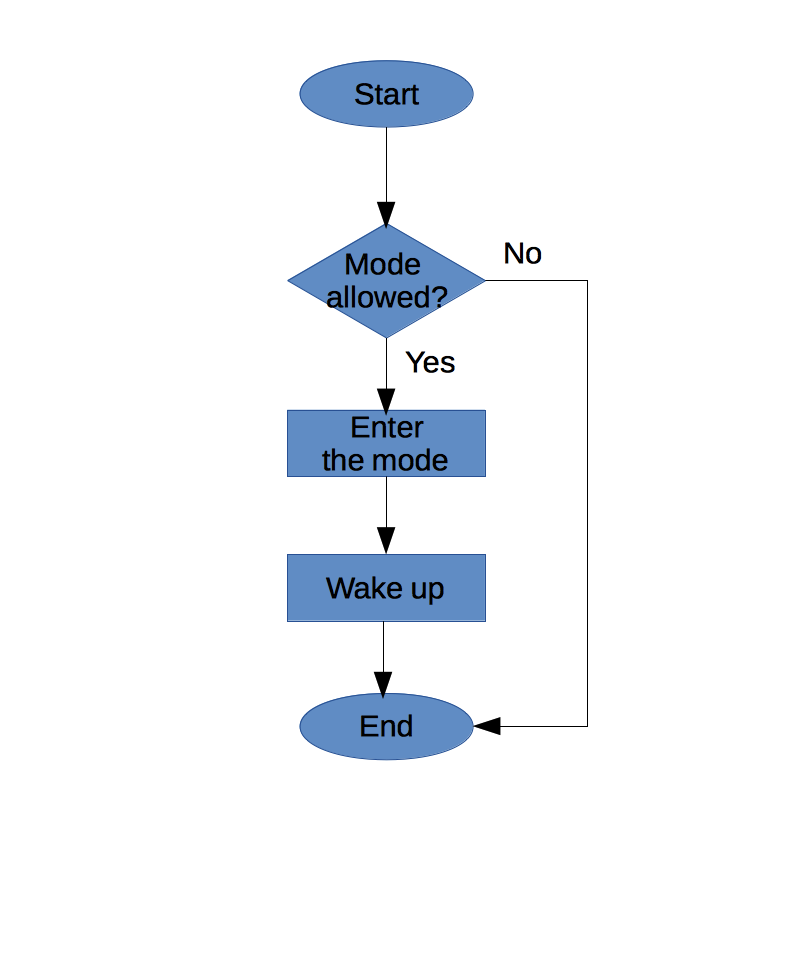 Start
Mode
allowed?
No
Yes
Enter
the mode
Wake up
End